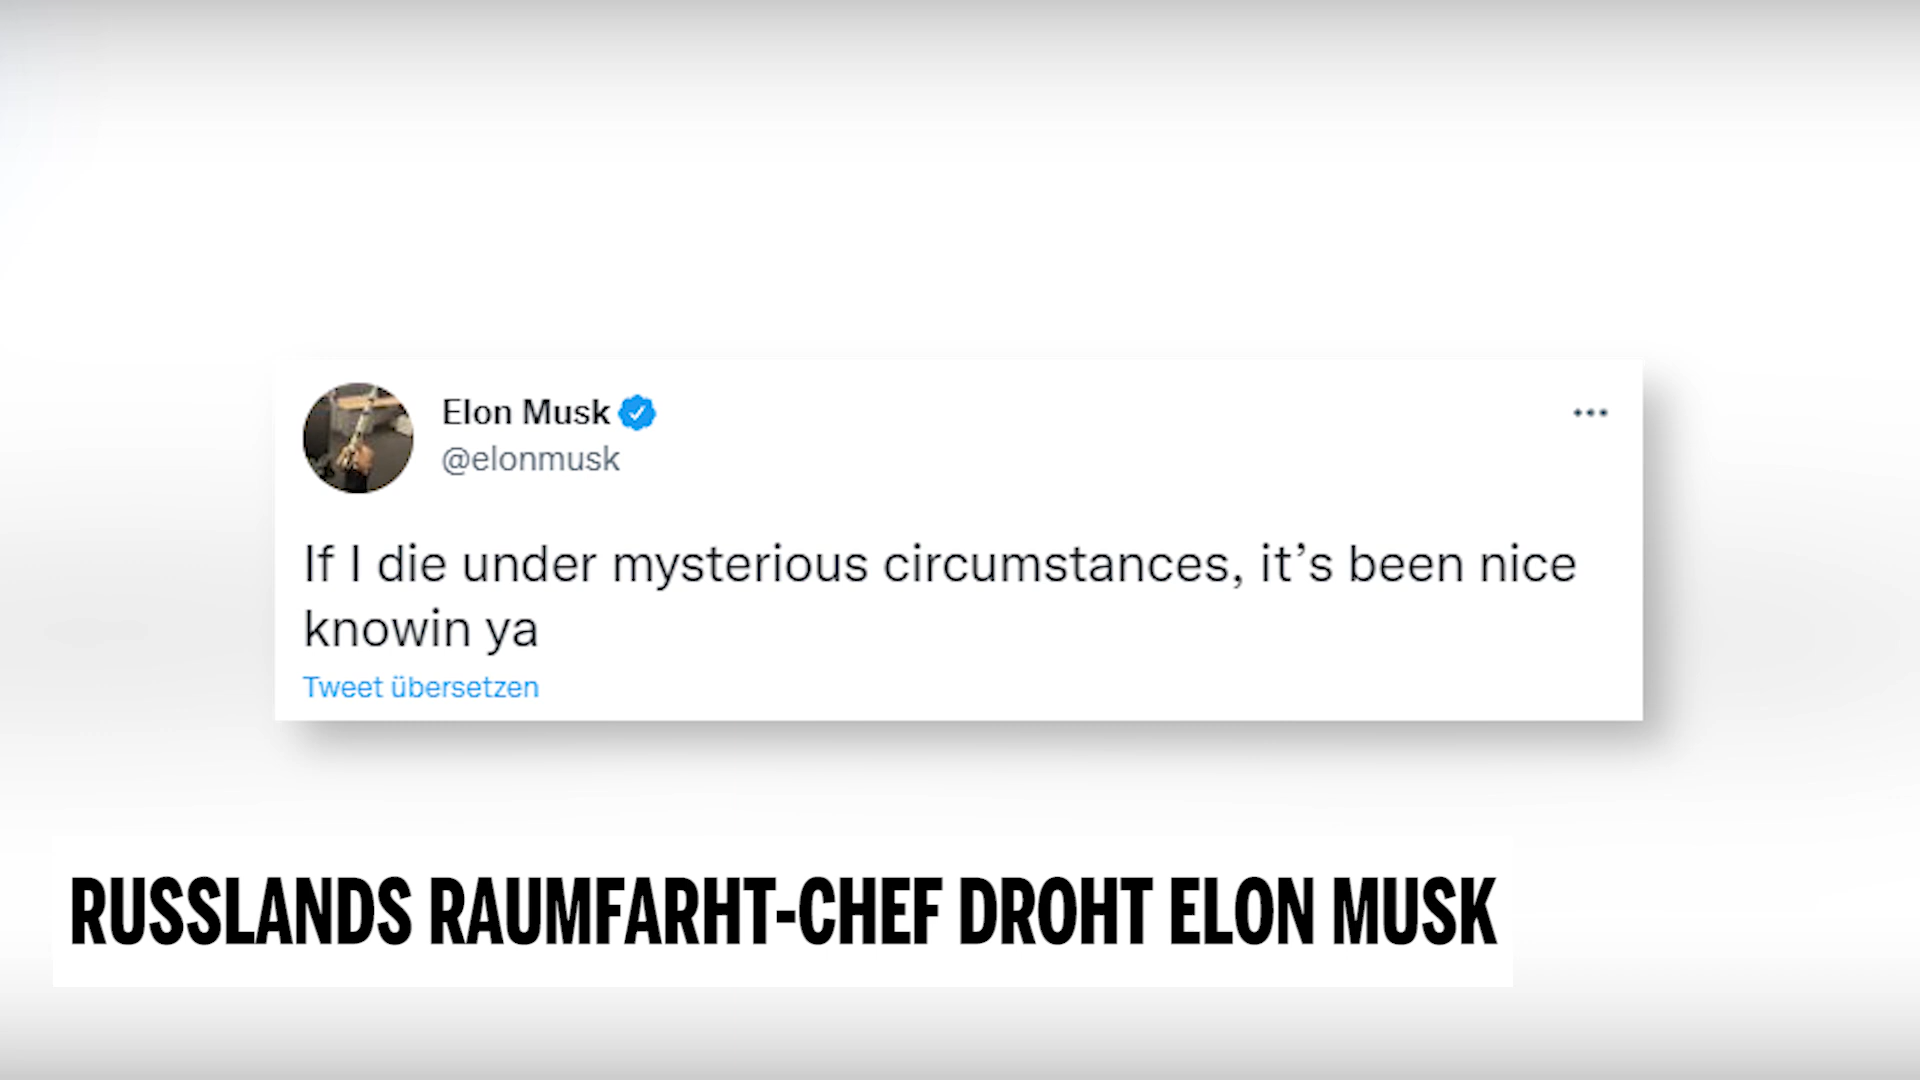 Elon Musk
@elonmusk
If I die under mysterious circumstances, it’s been nice
knowin ya
Tweet übersetzen
RUSSLANDS RAUMFARHT-CHEF DROHT ELON MUSK